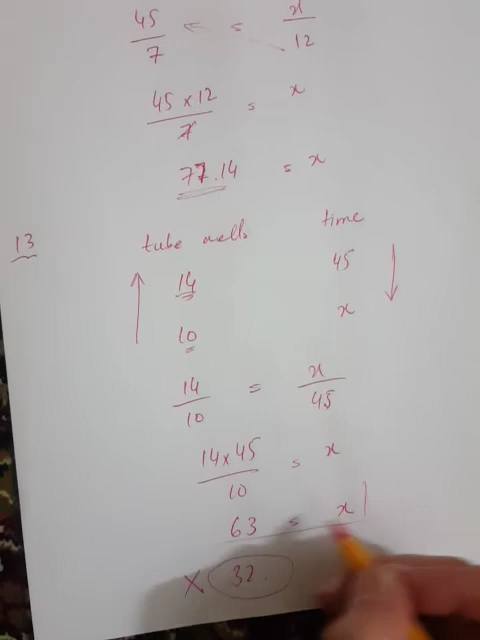 45/7 = x/12
45 x 12/7 = x
77.14 = x
13 tube wells time
14 45
10 x
14/10 = x/45
14 x 45/10 = x
63 = x
X 32.